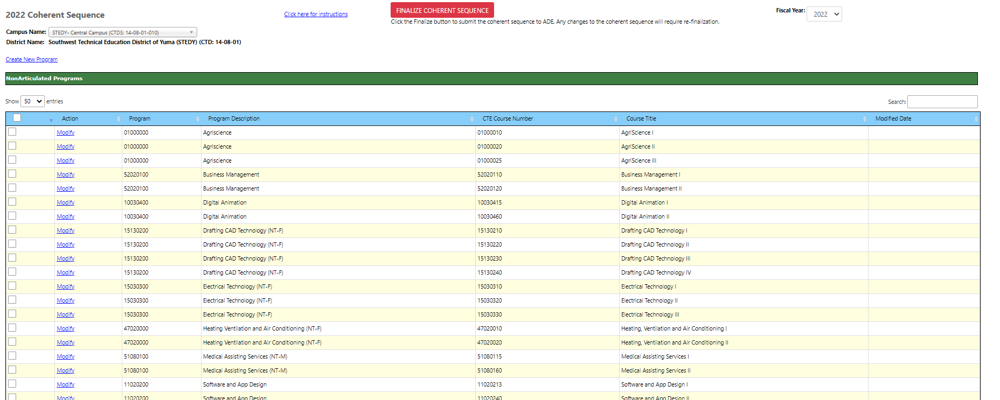 2022 Coherent Sequence
Click here for instructions
FINALIZE COHERENT SEQUENCE
Click the Finalize button to submit the coherent sequence to ADE. Any changes to the coherent sequence will require re-finalization.
Fiscal Year: 2022
Campus Name: STEDY- Central Campus (CTDS: 14-08-01-010)
District Name: Southwest Technical Education District of Yuma (STEDY) (CTD: 14-08-01)
Create New Program
NonArticulated Programs
Show 50 entries Search:
Action Program Program Description CTE Course Number Course Title Modified Date
Modify 01000000 Agriscience 01000010 AgriScience I
Modify 01000000 Agriscience 01000020 AgriScience II
Modify 01000000 Agriscience 01000025 AgriScience III
Modify 52020100 Business Management 52020110 Business Management I
Modify 52020100 Business Management 52020120 Business Management II
Modify 10030400 Digital Animation 10030415 Digital Animation I
Modify 10030400 Digital Animation 10030460 Digital Animation II
Modify 15130200 Drafting CAD Technology (NT-F) 15130210 Drafting CAD Technology I
Modify 15130200 Drafting CAD Technology (NT-F) 15130220 Drafting CAD Technology II
Modify 15130200 Drafting CAD Technology (NT-F) 15130230 Drafting CAD Technology III
Modify 15130200 Drafting CAD Technology (NT-F) 15130240 Drafting CAD Technology IV
Modify 15030300 Electrical Technology (NT-F) 15030310 Electrical Technology I
Modify 15030300 Electrical Technology (NT-F) 15030320 Electrical Technology II
Modify 15030300 Electrical Technology (NT-F) 15030330 Electrical Technology III
Modify 47020000 Heating Ventilation and Air Conditioning (NT-F) 47020010 Heating, Ventilation and Air Conditioning I
Modify 47020000 Heating Ventilation and Air Conditioning (NT-F) 47020020 Heating, Ventilation and Air Conditioning II
Modify 51080100 Medical Assisting Services (NT-M) 51080115 Medical Assisting Services I
Modify 51080100 Medical Assisting Services (NT-M) 51080160 Medical Assisting Services II
Modify 11020200 Software and App Design 11020213 Software and App Design I
Modify 11020200 Software and App Design 11020240 Software and App Design II